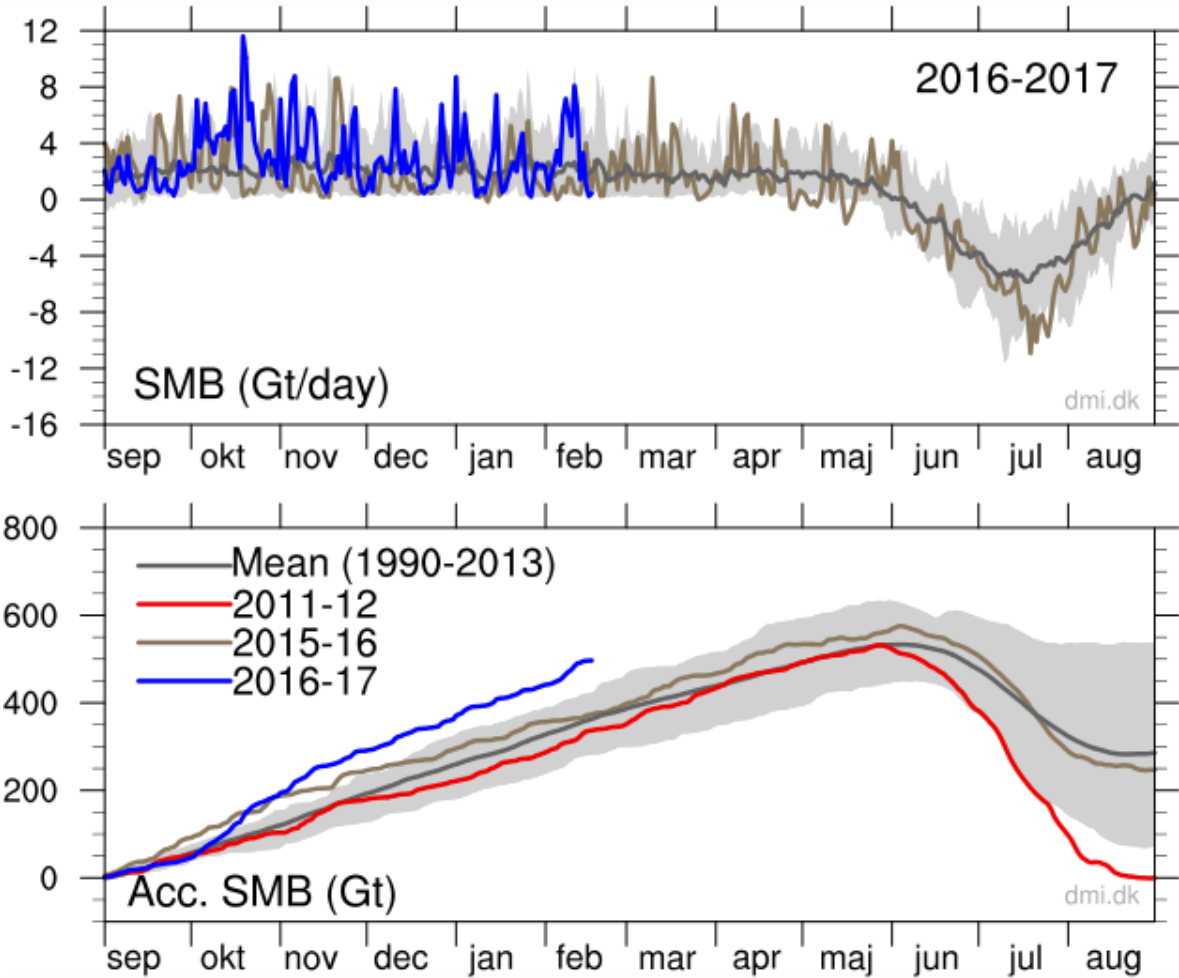 12
8
4
0
-4
-8
-12
-16
2016-2017
SMB (Gt/day)
dmi.dk
sep okt nov dec jan feb mar apr maj jun jul aug
800
600
400
200
0
Mean (1990-2013)
2011-12
2015-16
2016-17
Acc. SMB (Gt)
dmi.dk
sep okt nov dec jan feb mar apr maj jun jul aug